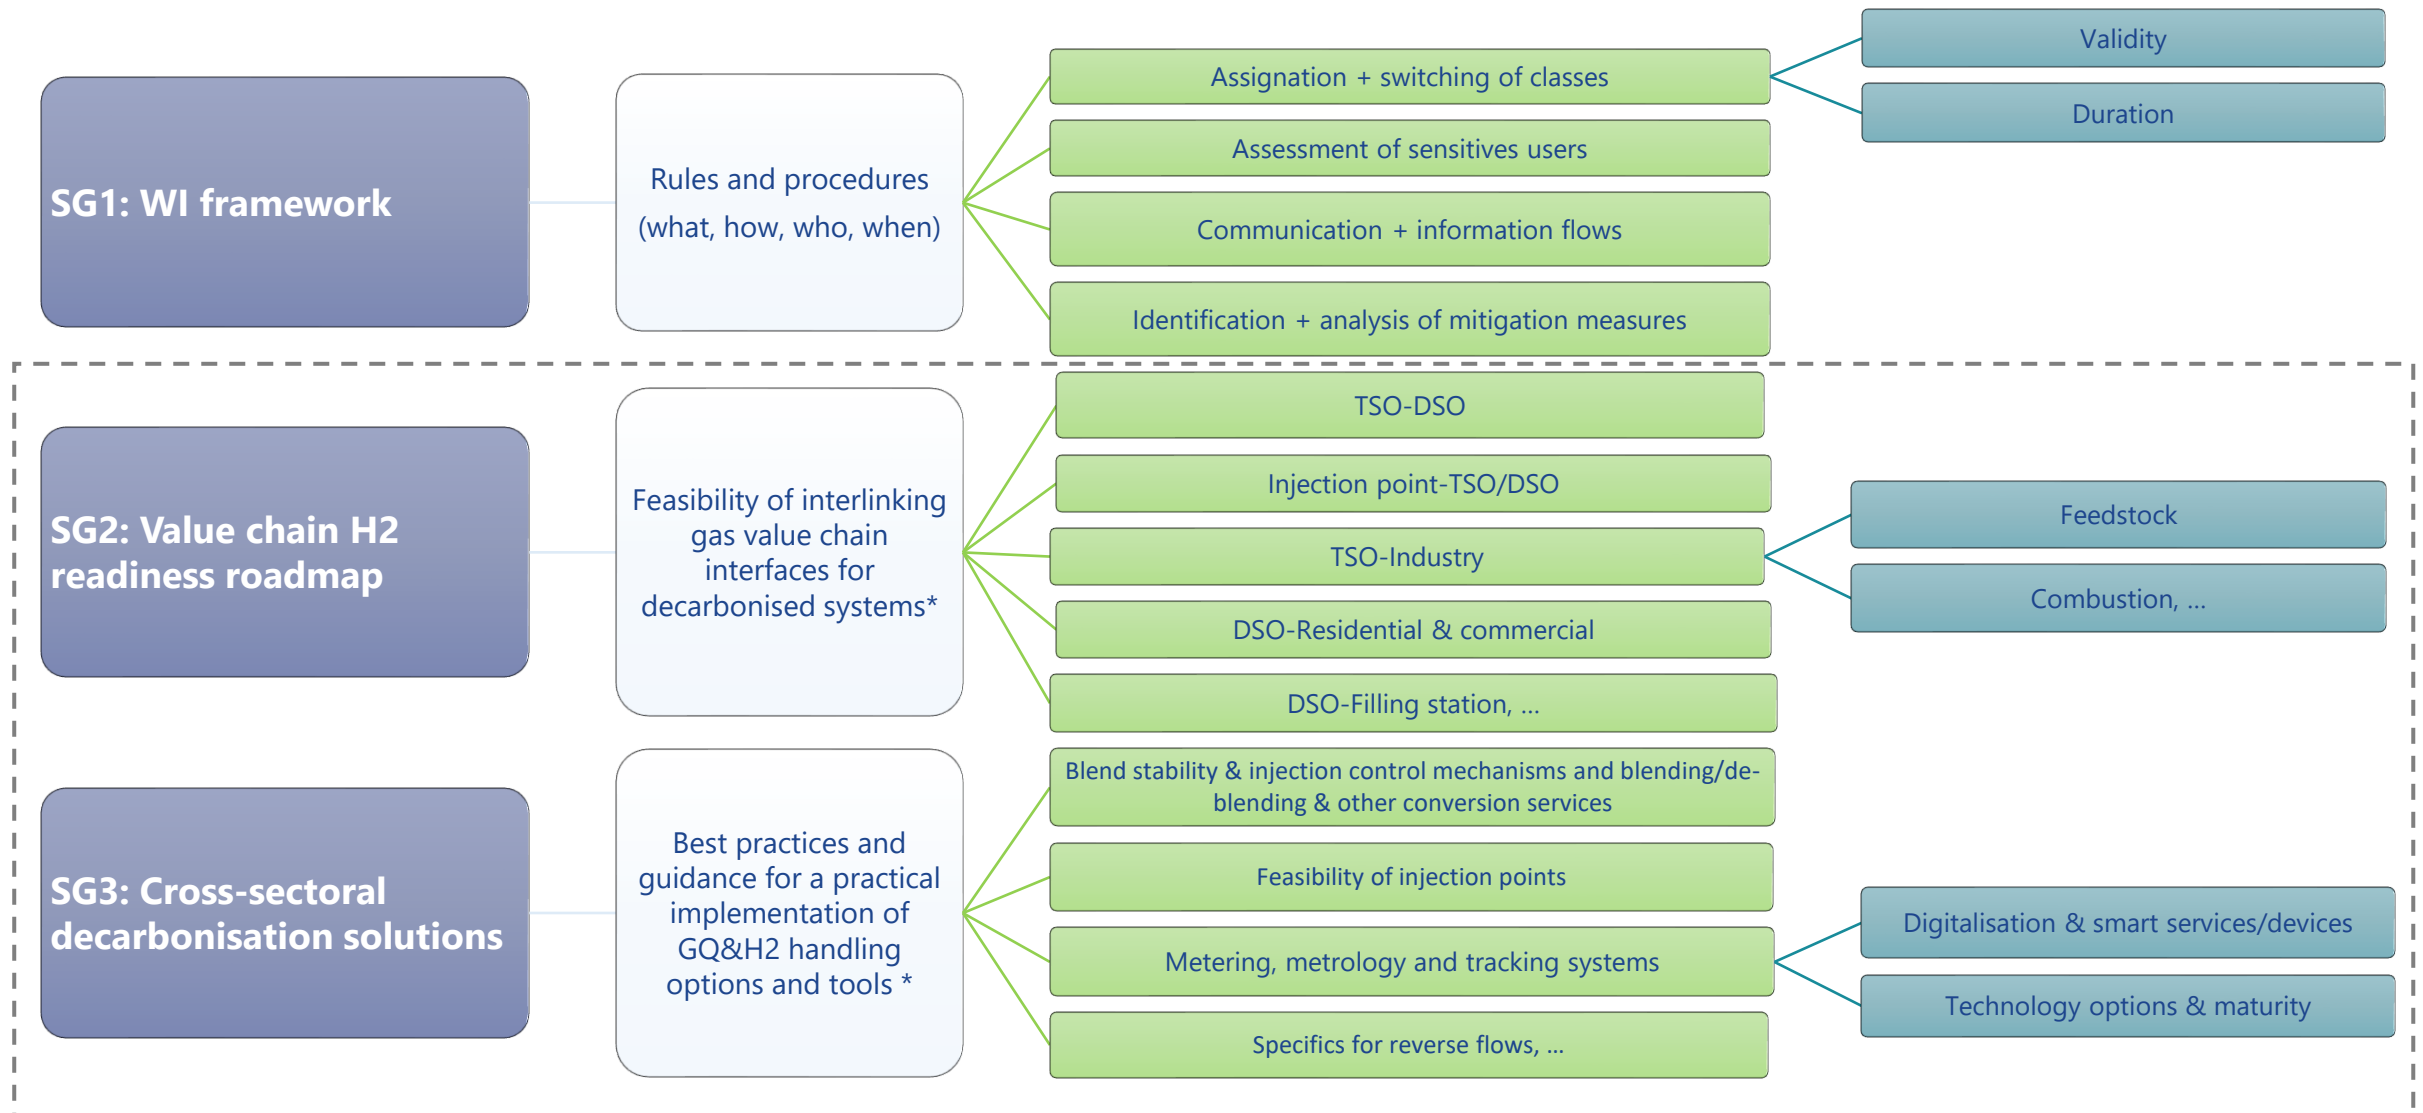 SG1: WI framework
Rules and procedures
(what, how, who, when)
Assignation + switching of classes
Validity
Duration
Assessment of sensitives users
Communication + information flows
Identification + analysis of mitigation measures
SG2: Value chain H2
readiness roadmap
Feasibility of interlinking
gas value chain
interfaces for
decarbonised systems*
TSO-DSO
Injection point-TSO/DSO
TSO-Industry
Feedstock
Combustion, ...
DSO-Residential & commercial
DSO-Filling station, ...
SG3: Cross-sectoral
decarbonisation solutions
Best practices and
guidance for a practical
implementation of
GQ&H2 handling
options and tools *
Blend stability & injection control mechanisms and blending/de-
blending & other conversion services
Feasibility of injection points
Metering, metrology and tracking systems
Digitalisation & smart services/devices
Technology options & maturity
Specifics for reverse flows, ...